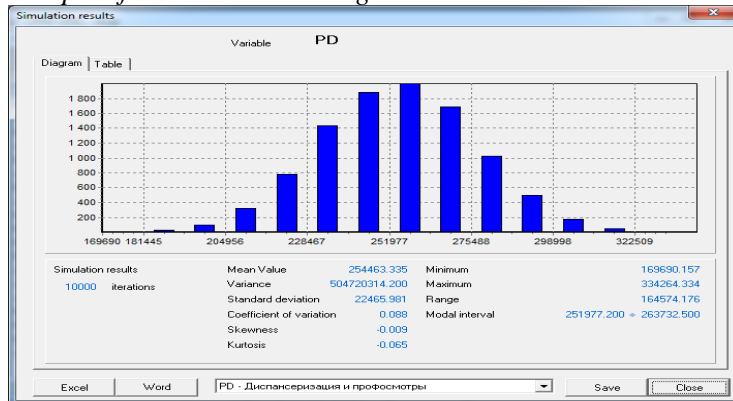 Simulation results
Variable PD
Diagram Table
1 800
1 600
1 400
1 200
1 000
800
600
400
200
169690 181445 204956 228467 251977 275488 298998 322509
Simulation results Mean Value 254463.335 Minimum 169690.157
10000 iterations Variance 504720314.200 Maximum 334264.334
Standard deviation 22465.981 Range 164574.176
Coefficient of variation 0.088 Modal interval 251977.200 ÷ 263732.500
Skewness -0.009
Kurtosis -0.065
Excel Word PD - Диспансеризация и профосмотры Save Close